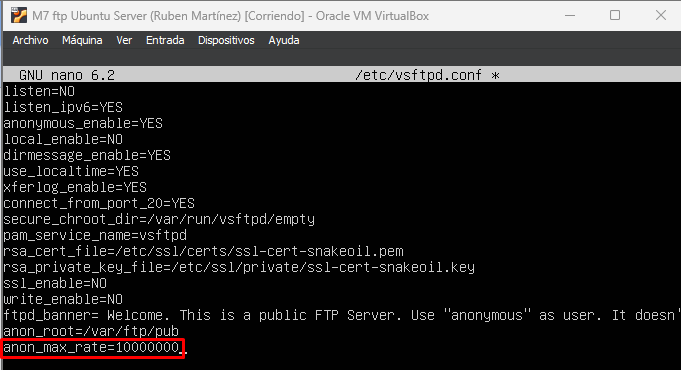 M7 ftp Ubuntu Server (Ruben Martínez) [Corriendo] - Oracle VM VirtualBox
Archivo Máquina Ver Entrada Dispositivos Ayuda
GNU nano 6.2 /etc/vsftpd.conf *
listen=NO
listen_ipv6=YES
anonymous_enable=YES
local_enable=NO
dirmessage_enable=YES
use_localtime=YES
xferlog_enable=YES
connect_from_port_20=YES
secure_chroot_dir=/var/run/vsftpd/empty
pam_service_name=vsftpd
rsa_cert_file=/etc/ssl/certs/ssl-cert-snakeoil.pem
rsa_private_key_file=/etc/ssl/private/ssl-cert-snakeoil.key
ssl_enable=NO
write_enable=NO
ftpd_banner= Welcome. This is a public FTP Server. Use "anonymous" as user. It doesn'
anon_root=/var/ftp/pub
anon_max_rate=10000000